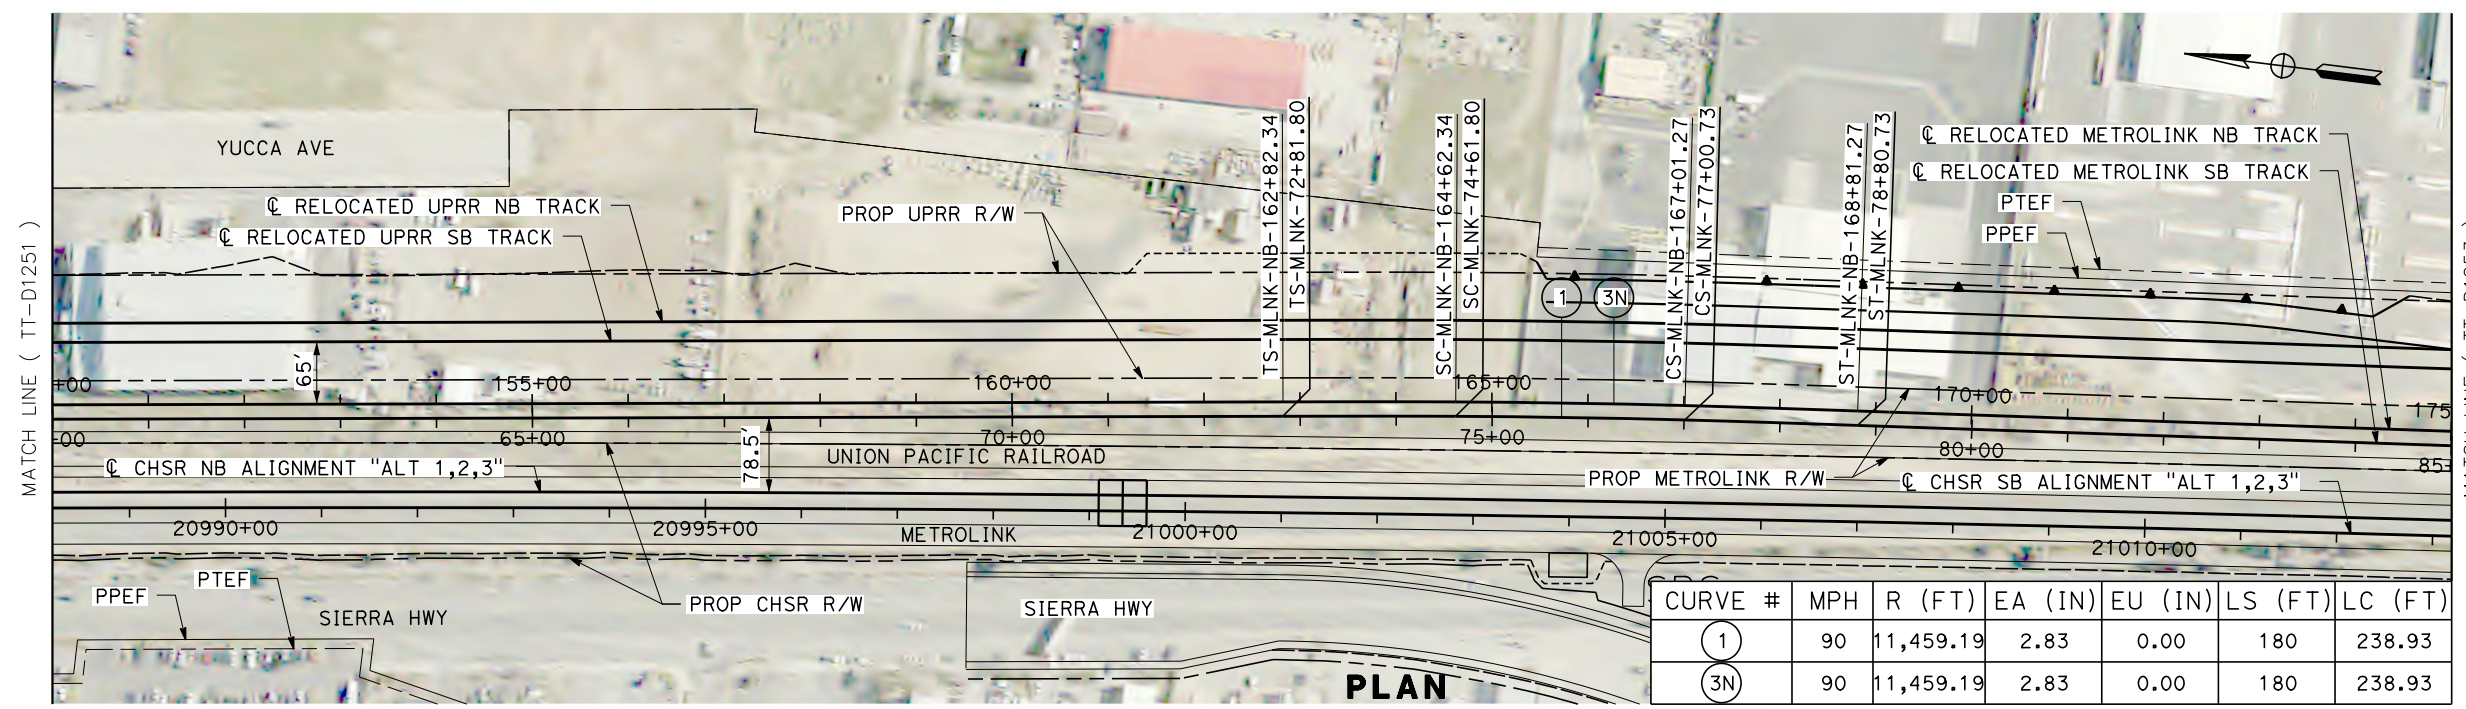 YUCCA AVE
℄ RELOCATED UPRR NB TRACK
℄ RELOCATED UPRR SB TRACK
PROP UPRR R/W
TS-MLNK-NB-162+82.34
TS-MLNK-72+81.80
SC-MLNK-NB-164+62.34
SC-MLNK-74+61.80
CS-MLNK-NB-167+01.27
CS-MLNK-77+00.73
ST-MLNK-NB-168+81.27
ST-MLNK-78+80.73
℄ RELOCATED METROLINK NB TRACK
℄ RELOCATED METROLINK SB TRACK
PTEF
PPEF
1
3N
MATCH LINE ( TT-D1251 )
65'
+00
155+00
160+00
165+00
170+00
175
-00
65+00
70+00
75+00
80+00
85+
78.5'
UNION PACIFIC RAILROAD
℄ CHSR NB ALIGNMENT "ALT 1,2,3"
PROP METROLINK R/W
℄ CHSR SB ALIGNMENT "ALT 1,2,3"
20990+00
20995+00
21000+00
21005+00
21010+00
METROLINK
PPEF
PTEF
SIERRA HWY
PROP CHSR R/W
SIERRA HWY
PLAN
CURVE # MPH R (FT) EA (IN) EU (IN) LS (FT) LC (FT)
1 90 11,459.19 2.83 0.00 180 238.93
3N 90 11,459.19 2.83 0.00 180 238.93